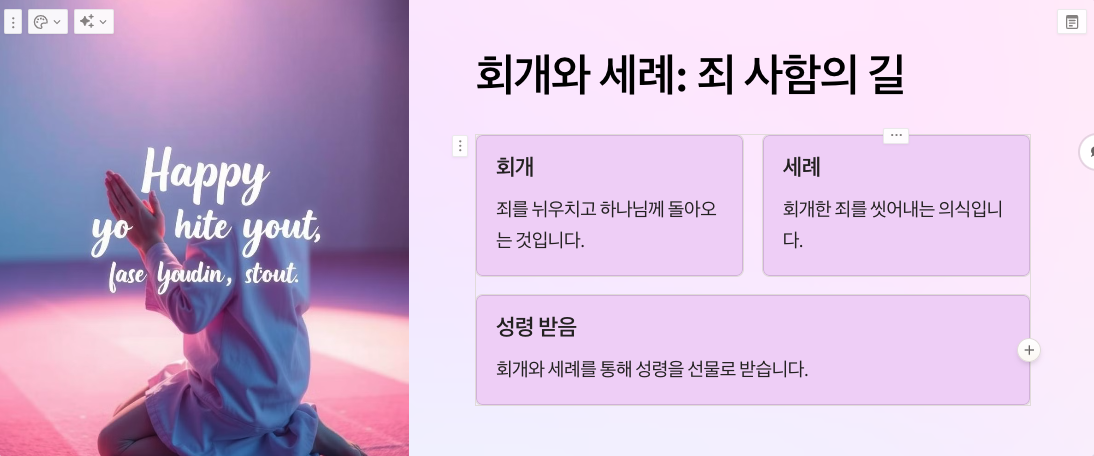 Happy
yo hite yout,
fase Youdin, stout.
회개와 세례: 죄 사함의 길
회개
죄를 뉘우치고 하나님께 돌아오
는 것입니다.
세례
회개한 죄를 씻어내는 의식입니
다.
성령 받음
회개와 세례를 통해 성령을 선물로 받습니다.